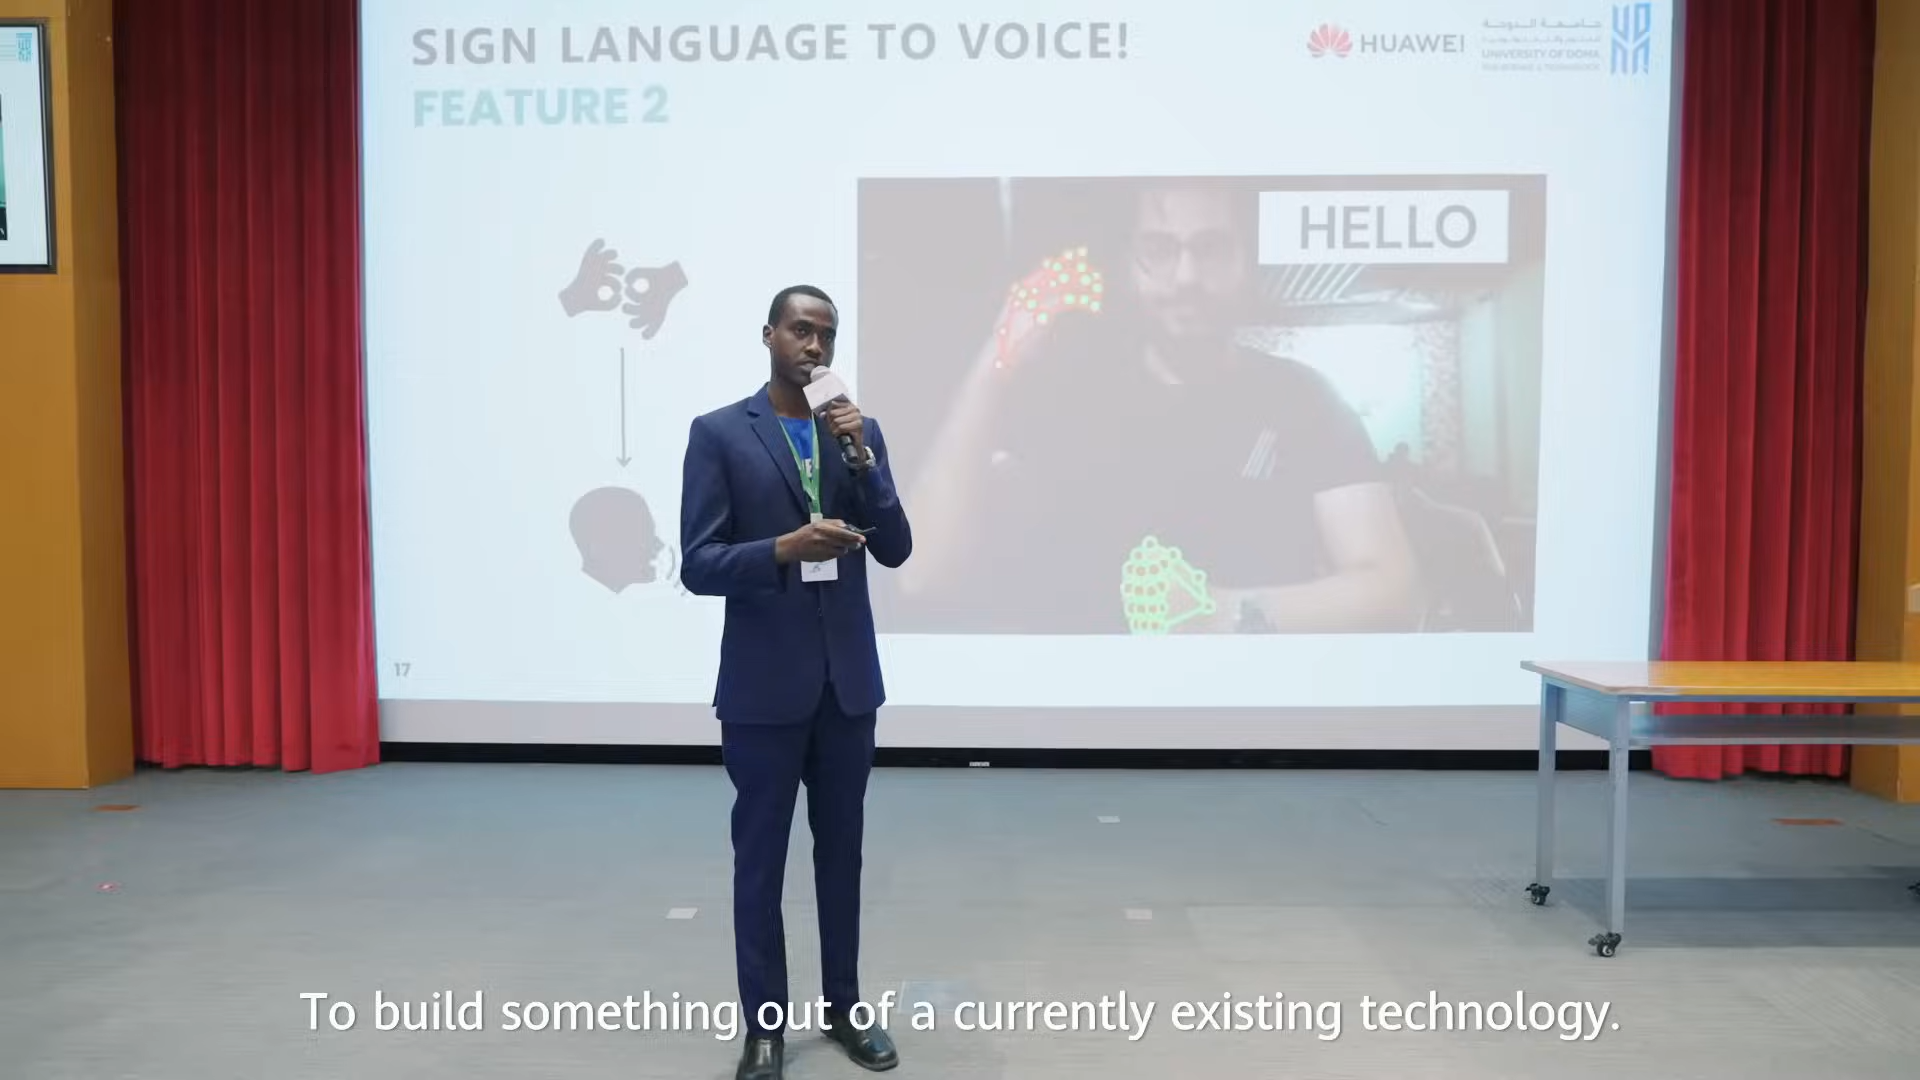 SIGN LANGUAGE TO VOICE!
FEATURE 2
HUAWEI
جامعة الدوحة
UNIVERSITY OF DOHA
HELLO
17
To build something out of a currently existing technology.